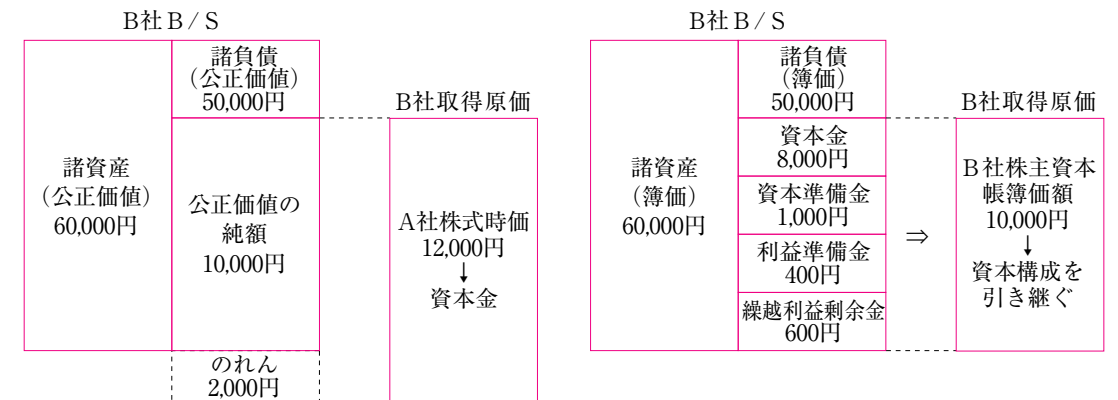 B社B/S
諸資産
(公正価値)
60,000円
諸負債
(公正価値)
50,000円
公正価値の
純額
10,000円
のれん
2,000円
B社取得原価
A社株式時価
12,000円
↓
資本金
B社B/S
諸資産
(簿価)
60,000円
諸負債
(簿価)
50,000円
資本金
8,000円
資本準備金
1,000円
利益準備金
400円
繰越利益剰余金
600円
⇒
B社取得原価
B社株主資本
帳簿価額
10,000円
↓
資本構成を
引き継ぐ